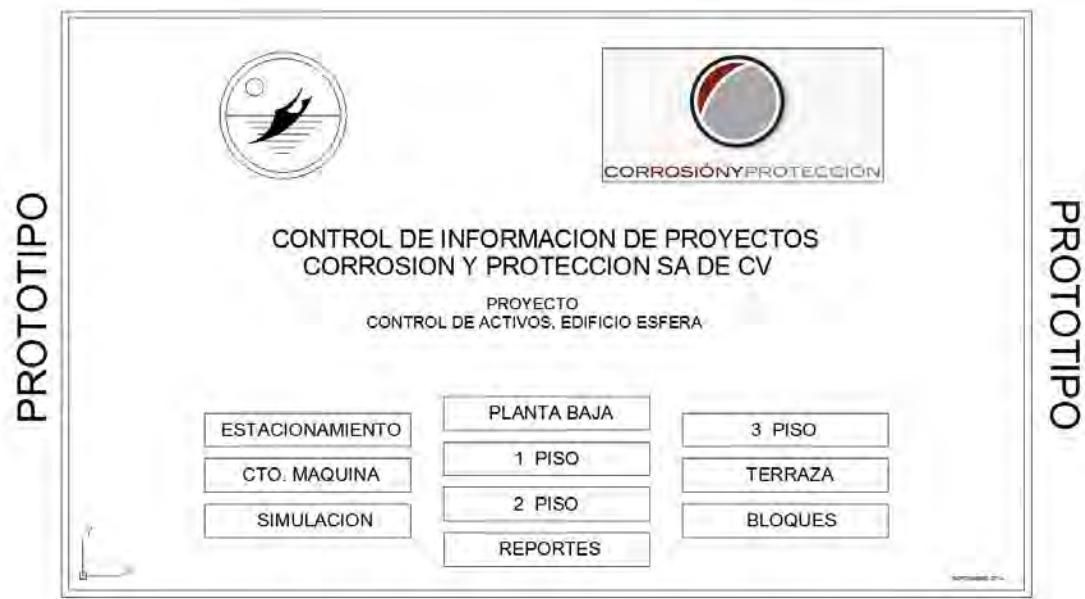 PROTOTIPO
CORROSIÓNYPROTECCIÓN
CONTROL DE INFORMACION DE PROYECTOS
CORROSION Y PROTECCION SA DE CV
PROYECTO
CONTROL DE ACTIVOS, EDIFICIO ESFERA
ESTACIONAMIENTO
CTO. MAQUINA
SIMULACION
PLANTA BAJA
1 PISO
2 PISO
REPORTES
3 PISO
TERRAZA
BLOQUES
Y
X
PROTOTIPO